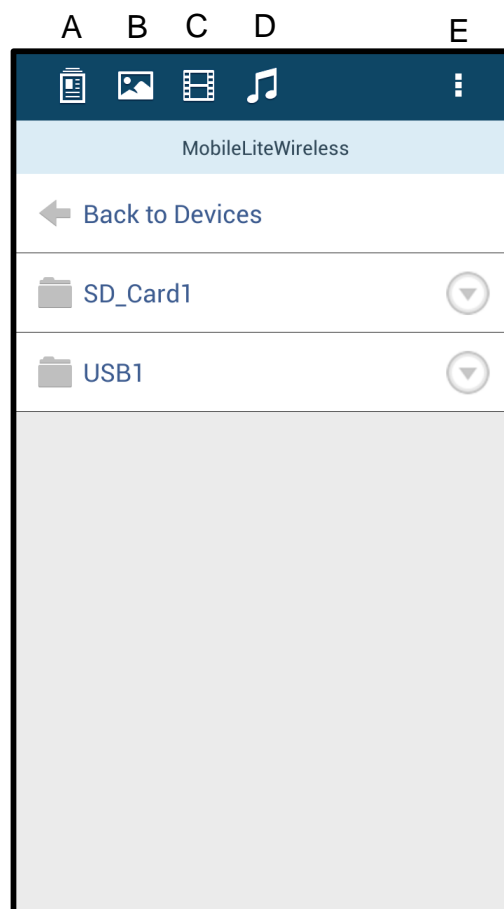 A B C D E
MobileLiteWireless
Back to Devices
SD_Card1
USB1